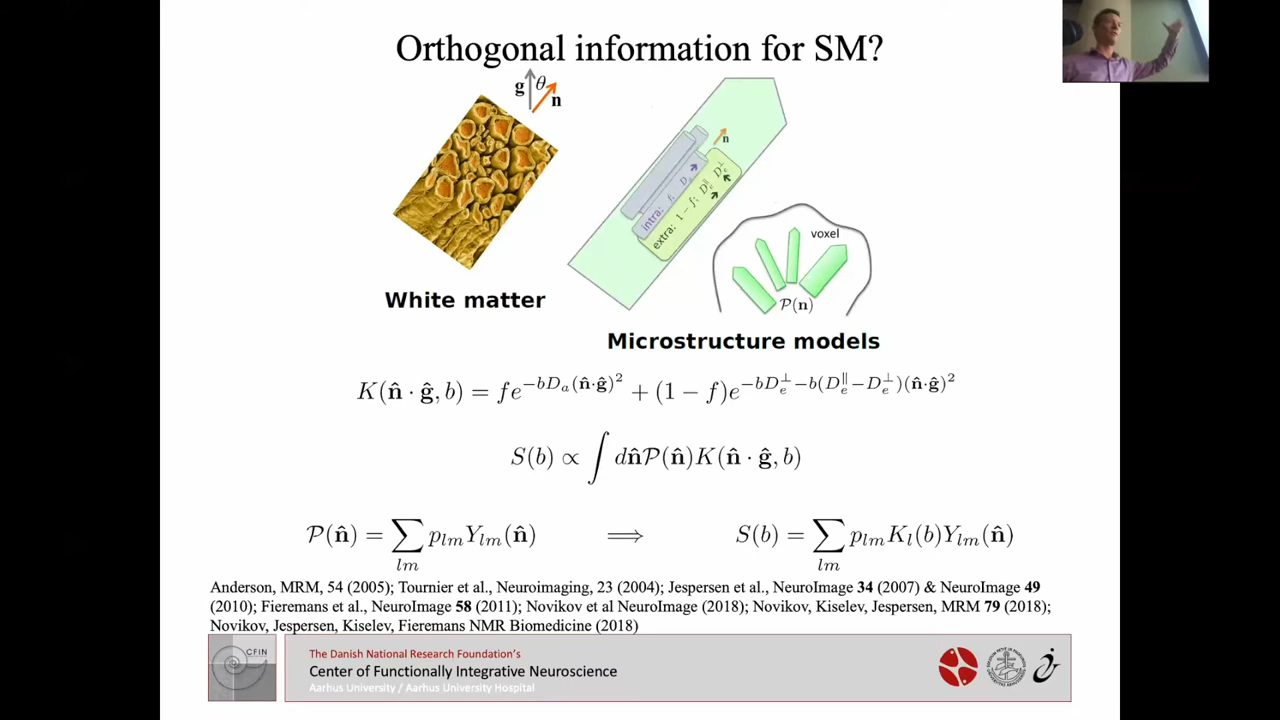 Orthogonal information for SM?
g θ n
n
intra: f, D_a
extra: 1 − f; D_e^∥ D_e^⊥
voxel
𝒫(n)
White matter
Microstructure models
K(n̂ · ĝ, b) = fe^{−bD_a(n̂·ĝ)^2} + (1 − f)e^{−bD_e^⊥−b(D_e^∥−D_e^⊥)(n̂·ĝ)^2}
S(b) ∝ ∫ dn̂𝒫(n̂)K(n̂ · ĝ, b)
𝒫(n̂) = ∑_{lm} p_{lm}Y_{lm}(n̂) ⟹ S(b) = ∑_{lm} p_{lm}K_l(b)Y_{lm}(n̂)
Anderson, MRM, 54 (2005); Tournier et al., Neuroimaging, 23 (2004); Jespersen et al., NeuroImage 34 (2007) & NeuroImage 49
(2010); Fieremans et al., NeuroImage 58 (2011); Novikov et al NeuroImage (2018); Novikov, Kiselev, Jespersen, MRM 79 (2018);
Novikov, Jespersen, Kiselev, Fieremans NMR Biomedicine (2018)
CFIN
The Danish National Research Foundation's
Center of Functionally Integrative Neuroscience
Aarhus University / Aarhus University Hospital